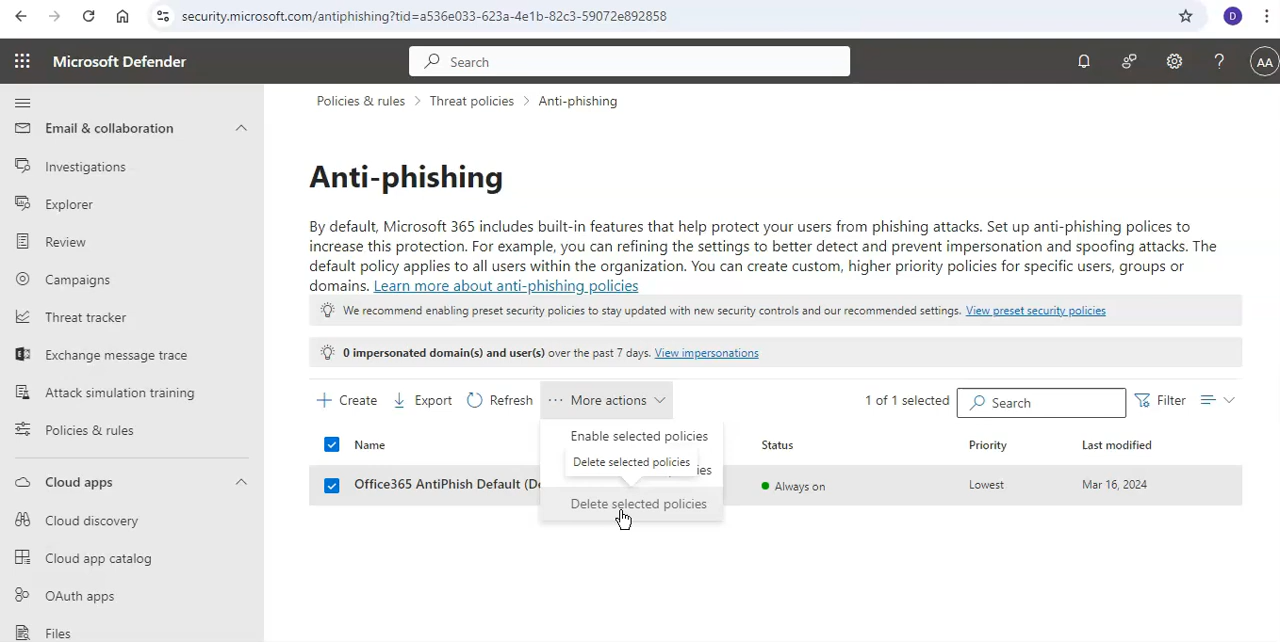 security.microsoft.com/antiphishing?tid=a536e033-623a-4e1b-82c3-59072e892858
D
Microsoft Defender
Search
AA
Email & collaboration
Investigations
Explorer
Review
Campaigns
Threat tracker
Exchange message trace
Attack simulation training
Policies & rules
Cloud apps
Cloud discovery
Cloud app catalog
OAuth apps
Files
Policies & rules > Threat policies > Anti-phishing
Anti-phishing
By default, Microsoft 365 includes built-in features that help protect your users from phishing attacks. Set up anti-phishing polices to
increase this protection. For example, you can refining the settings to better detect and prevent impersonation and spoofing attacks. The
default policy applies to all users within the organization. You can create custom, higher priority policies for specific users, groups or
domains. Learn more about anti-phishing policies
We recommend enabling preset security policies to stay updated with new security controls and our recommended settings. View preset security policies
0 impersonated domain(s) and user(s) over the past 7 days. View impersonations
Create Export Refresh ··· More actions 1 of 1 selected Search Filter
Name Status Priority Last modified
Office365 AntiPhish Default (De Always on Lowest Mar 16, 2024
Enable selected policies
Delete selected policies
ies
Delete selected policies